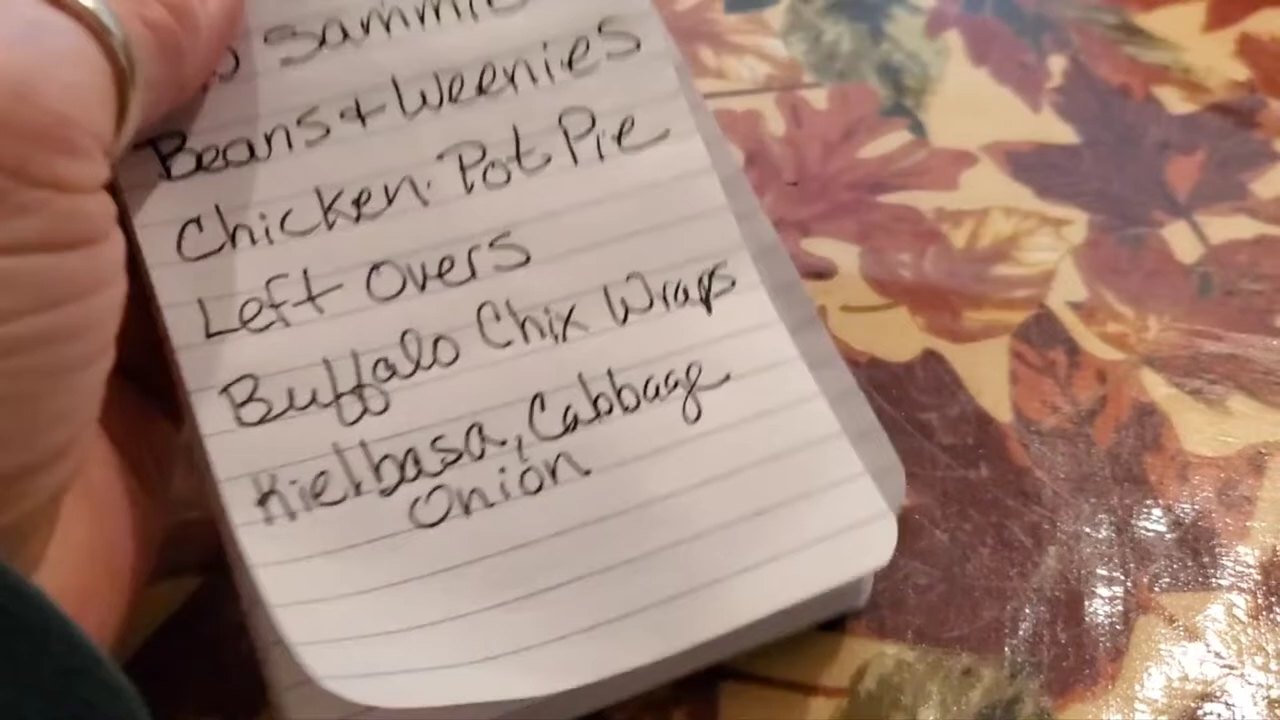 Beans + Weenies
Chicken Pot Pie
Left Overs
Buffalo Chix Wraps
Kielbasa, Cabbage
Onion